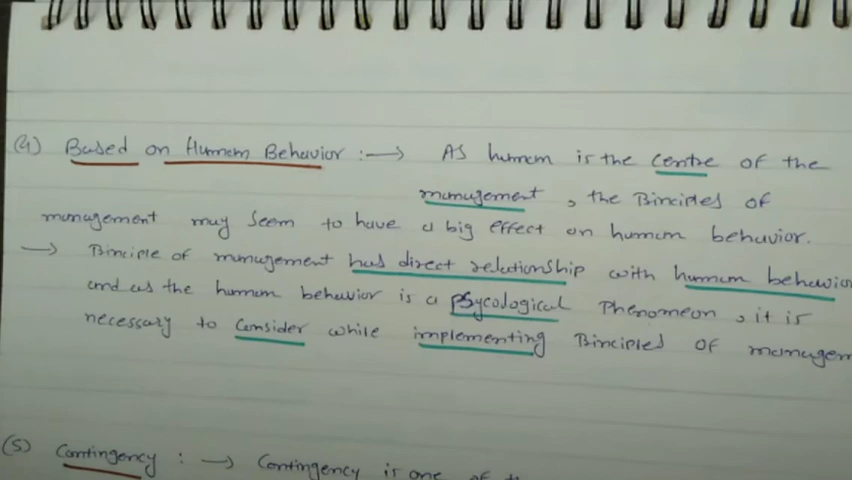 (4) Based on Human Behavior :→ As human is the centre of the
management, the Binciples of
management may seem to have a big effect on human behavior.
→ Binciple of management has direct relationship with human behavior
and as the human behavior is a psycological Phenomeon, it is
necessary to consider while implementing Binciples of managem
(5) Contingency : → Contingency is one of